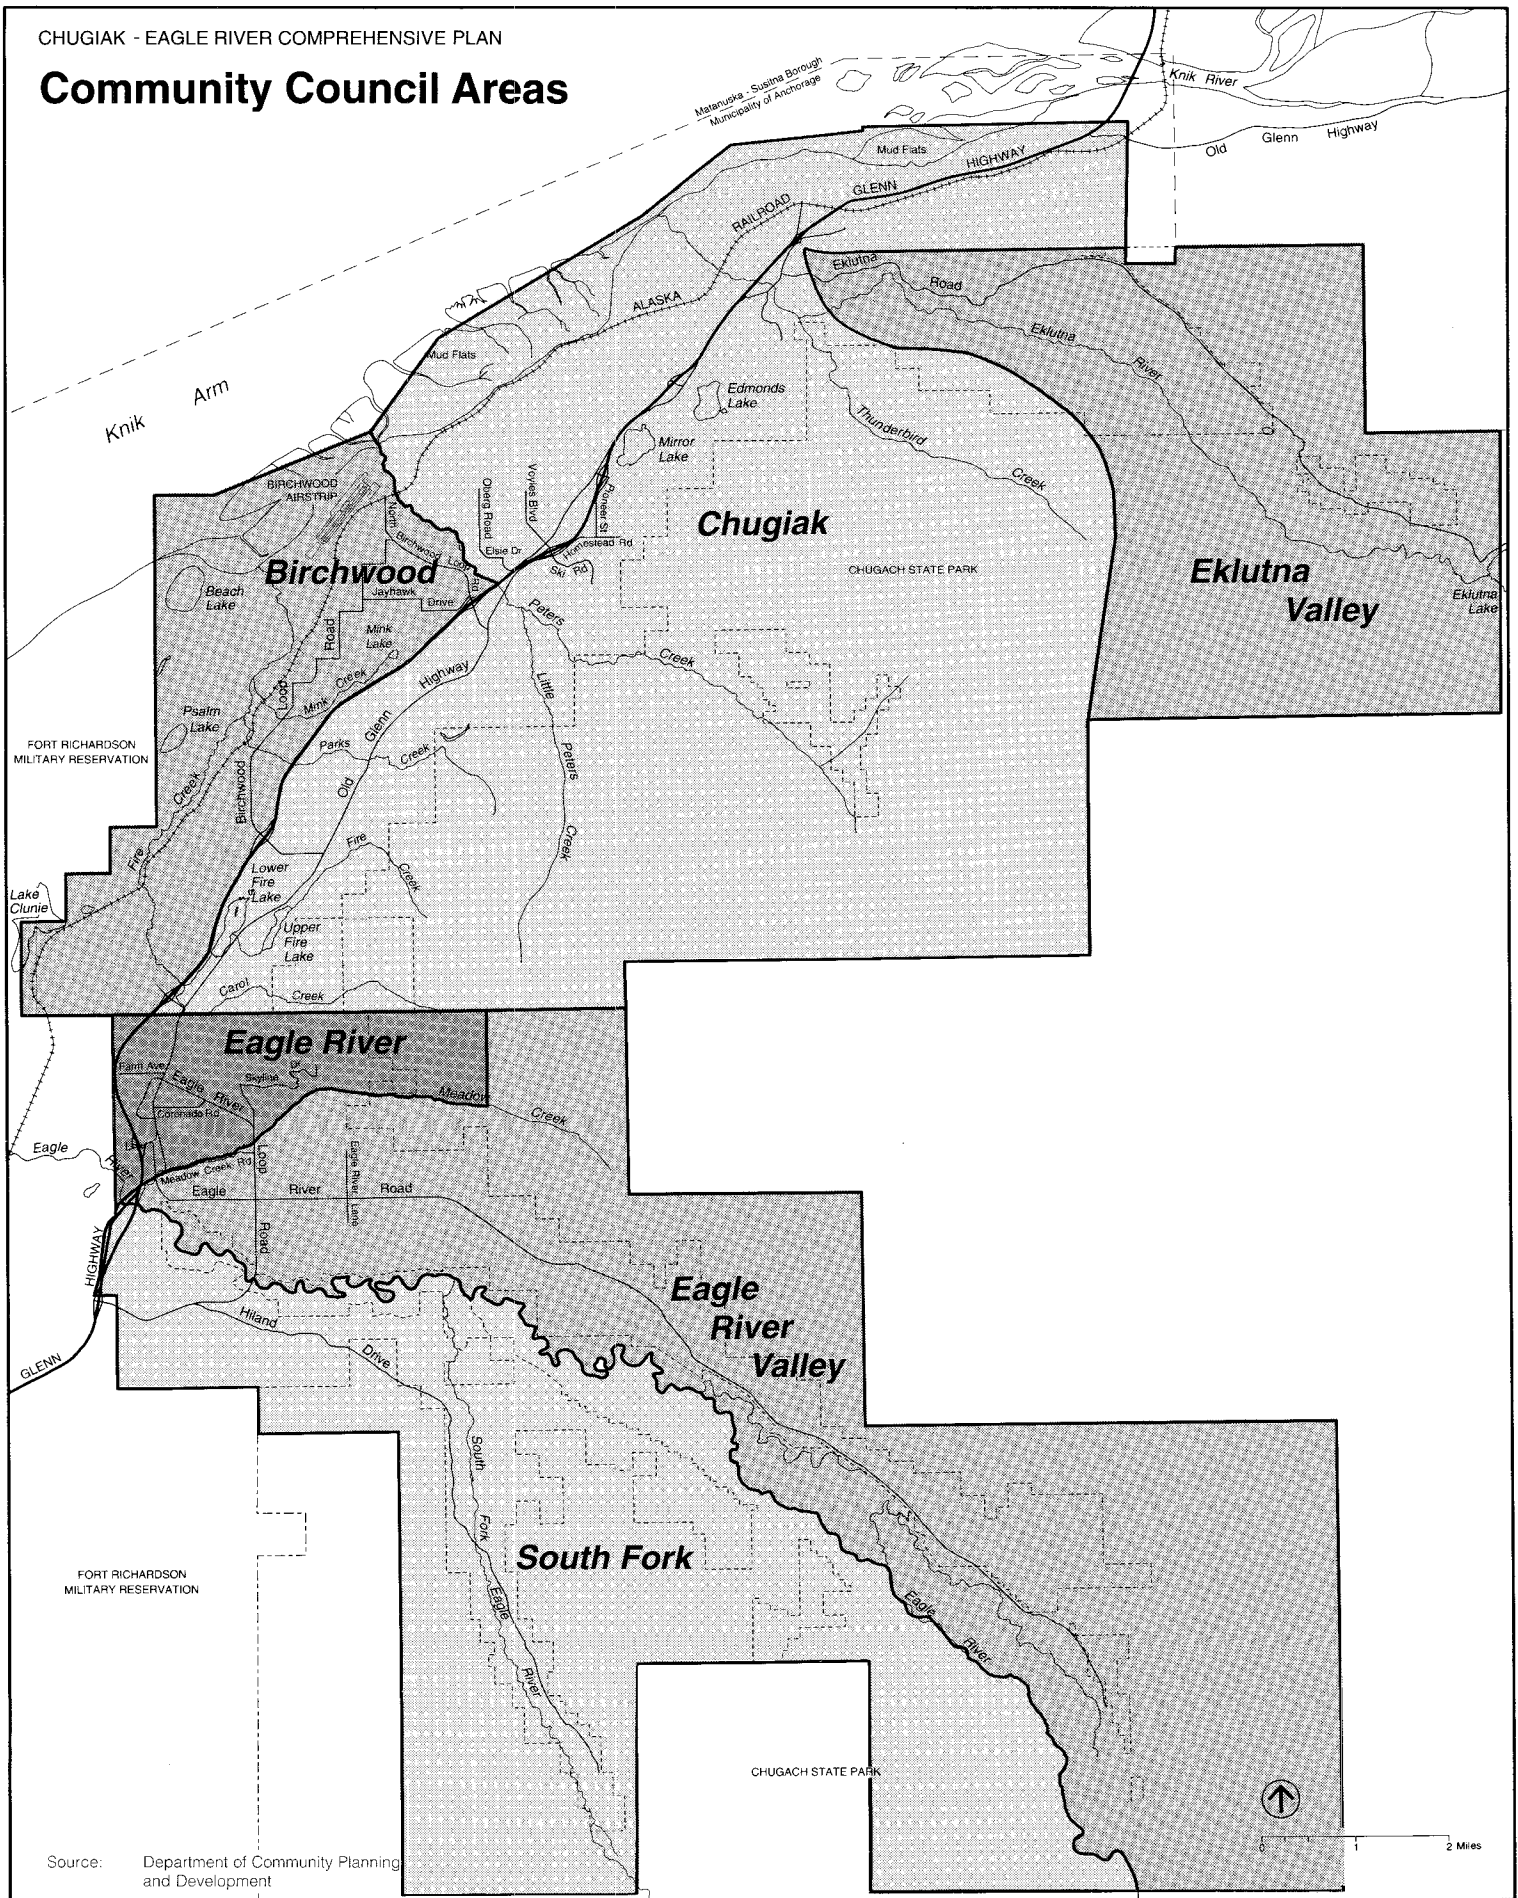 CHUGIAK - EAGLE RIVER COMPREHENSIVE PLAN
Community Council Areas
Matanuska - Susitna Borough
Municipality of Anchorage
Knik River
Old Glenn Highway
Mud Flats
GLENN HIGHWAY
ALASKA RAILROAD
Eklutna Road
Eklutna River
Mud Flats
Knik Arm
Edmonds
Lake
Mirror
Lake
Thunderbird Creek
BIRCHWOOD
AIRSTRIP
North Birchwood Loop Rd
Oberg Road
Voyles Blvd
Pioneer St
Elsie Dr
Homestead Rd
Ski Rd
Chugiak
CHUGACH STATE PARK
Birchwood
Eklutna
Valley
Eklutna
Lake
Beach
Lake
Jayhawk
Drive
Mink
Lake
Mink Creek
Peters Creek
Little Peters Creek
Psalm
Lake
Birchwood Loop Road
Old Glenn Highway
Parks Creek
FORT RICHARDSON
MILITARY RESERVATION
Fire Creek
Fire Creek
Lower
Fire
Lake
Upper
Fire
Lake
Lake
Clunie
Carol Creek
Eagle River
Farm Ave
Skyline Dr
Eagle River Loop Road
Coronado Rd
Meadow Creek
Meadow Creek Rd
Eagle River
Eagle River Road
Eagle River Lane
GLENN HIGHWAY
Hiland Drive
Eagle
River
Valley
South Fork
South Fork Eagle River
Eagle River
FORT RICHARDSON
MILITARY RESERVATION
CHUGACH STATE PARK
0 1 2 Miles
Source: Department of Community Planning
and Development